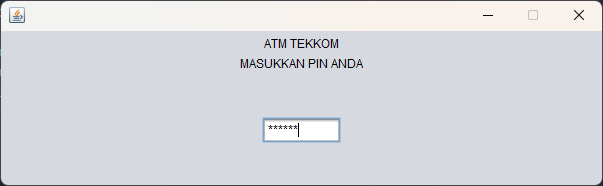 ATM TEKKOM
MASUKKAN PIN ANDA
******